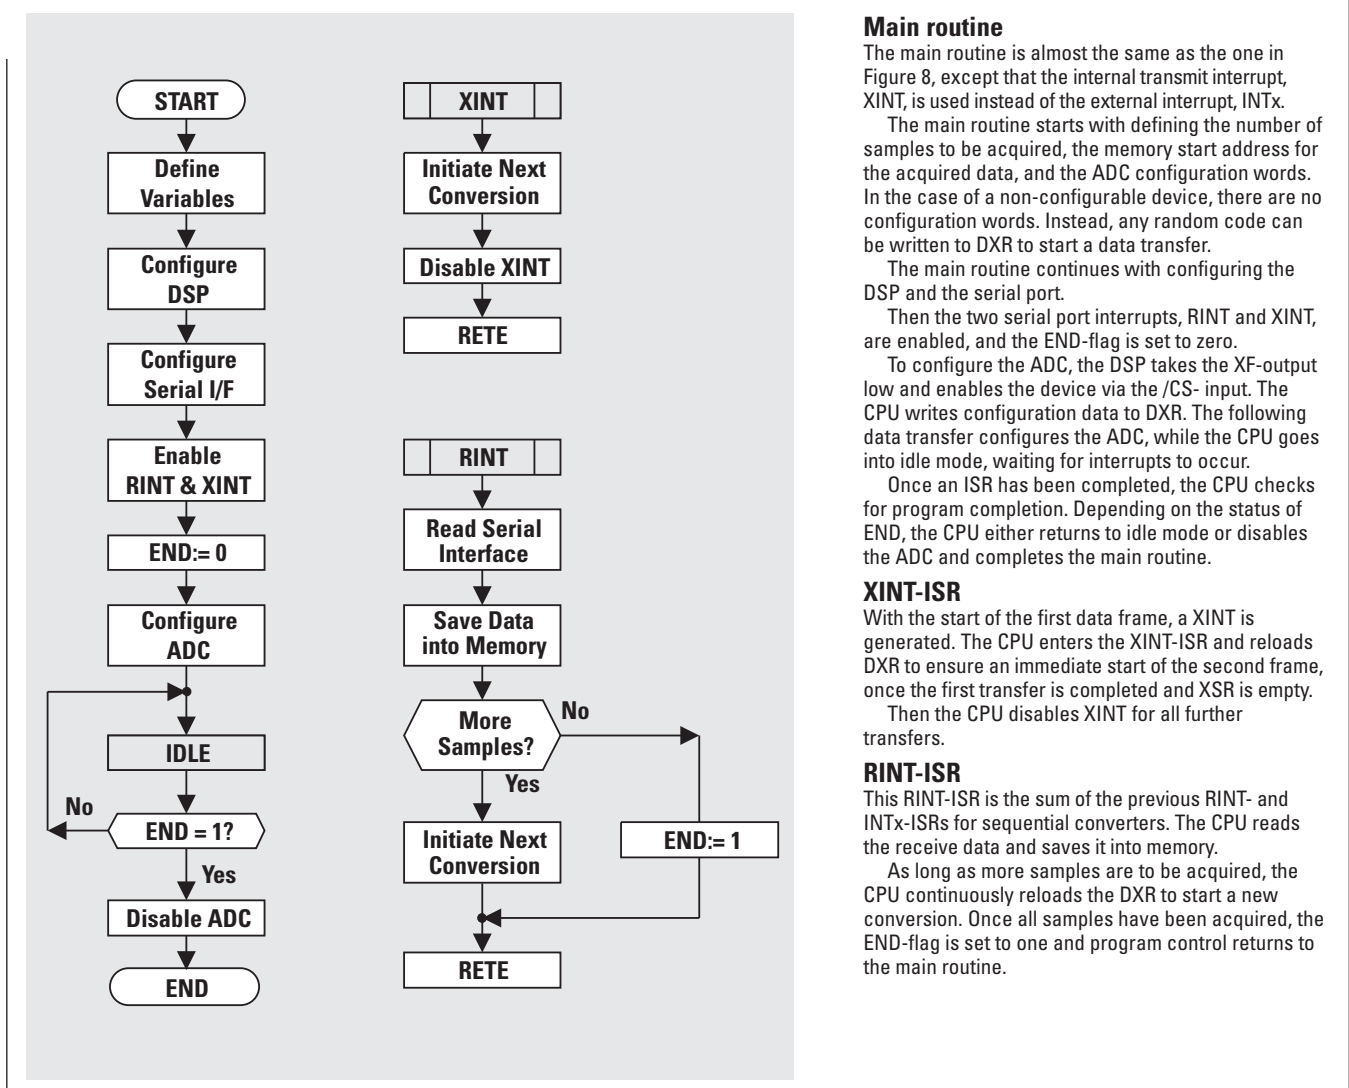 START
Define
Variables
Configure
DSP
Configure
Serial I/F
Enable
RINT & XINT
END:= 0
Configure
ADC
IDLE
No
END = 1?
Yes
Disable ADC
END
XINT
Initiate Next
Conversion
Disable XINT
RETE
RINT
Read Serial
Interface
Save Data
into Memory
More
Samples?
No
Yes
Initiate Next
Conversion
END:= 1
RETE
Main routine
The main routine is almost the same as the one in
Figure 8, except that the internal transmit interrupt,
XINT, is used instead of the external interrupt, INTx.
The main routine starts with defining the number of
samples to be acquired, the memory start address for
the acquired data, and the ADC configuration words.
In the case of a non-configurable device, there are no
configuration words. Instead, any random code can
be written to DXR to start a data transfer.
The main routine continues with configuring the
DSP and the serial port.
Then the two serial port interrupts, RINT and XINT,
are enabled, and the END-flag is set to zero.
To configure the ADC, the DSP takes the XF-output
low and enables the device via the /CS- input. The
CPU writes configuration data to DXR. The following
data transfer configures the ADC, while the CPU goes
into idle mode, waiting for interrupts to occur.
Once an ISR has been completed, the CPU checks
for program completion. Depending on the status of
END, the CPU either returns to idle mode or disables
the ADC and completes the main routine.
XINT-ISR
With the start of the first data frame, a XINT is
generated. The CPU enters the XINT-ISR and reloads
DXR to ensure an immediate start of the second frame,
once the first transfer is completed and XSR is empty.
Then the CPU disables XINT for all further
transfers.
RINT-ISR
This RINT-ISR is the sum of the previous RINT- and
INTx-ISRs for sequential converters. The CPU reads
the receive data and saves it into memory.
As long as more samples are to be acquired, the
CPU continuously reloads the DXR to start a new
conversion. Once all samples have been acquired, the
END-flag is set to one and program control returns to
the main routine.